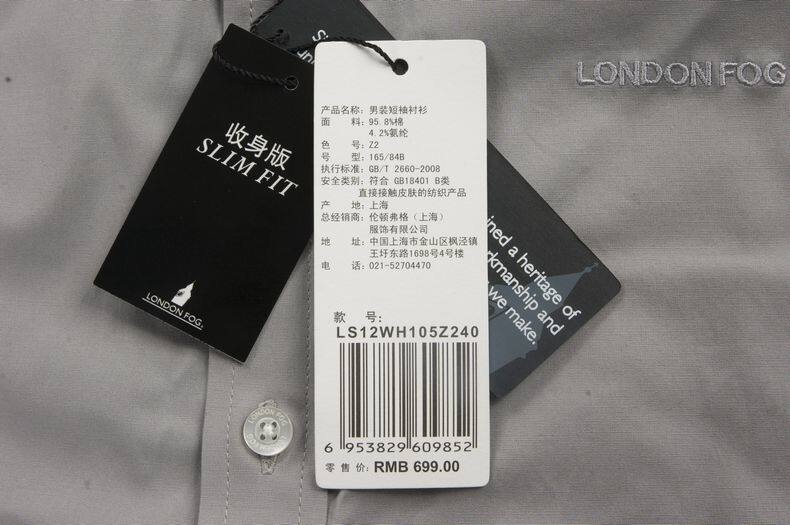 LONDON FOG
收身版
SLIM FIT
LONDON FOG.
产品名称: 男装短袖衬衫
面 料: 95.8%棉
4.2%氨纶
色 号: Z2
号 型: 165/84B
执行标准: GB/T 2660-2008
安全类别: 符合 GB18401 B类
直接接触皮肤的纺织产品
产 地: 上海
总经销商: 伦顿弗格(上海)
服饰有限公司
地 址: 中国上海市金山区枫泾镇
王圩东路1698号4号楼
电 话: 021-52704470
款 号:
LS12WH105Z240
6 953829 609852
零售价: RMB 699.00
ined a heritage of
rkmanship and
we make.
LONDON FOG